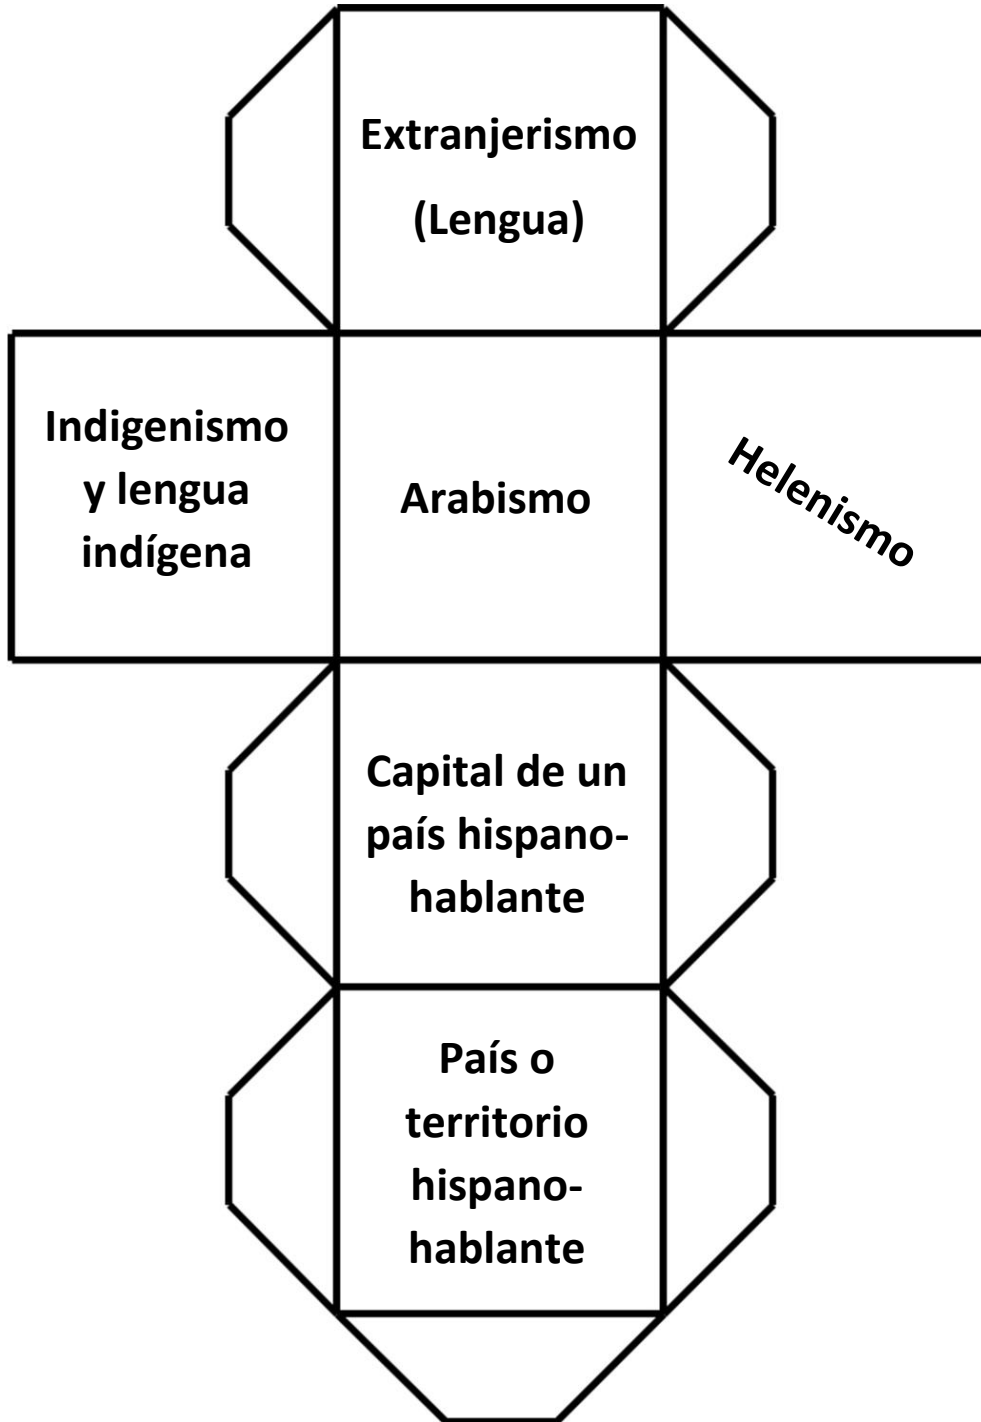 Extranjerismo
(Lengua)
Indigenismo
y lengua
indígena
Arabismo
Helenismo
Capital de un
país hispano-
hablante
País o
territorio
hispano-
hablante